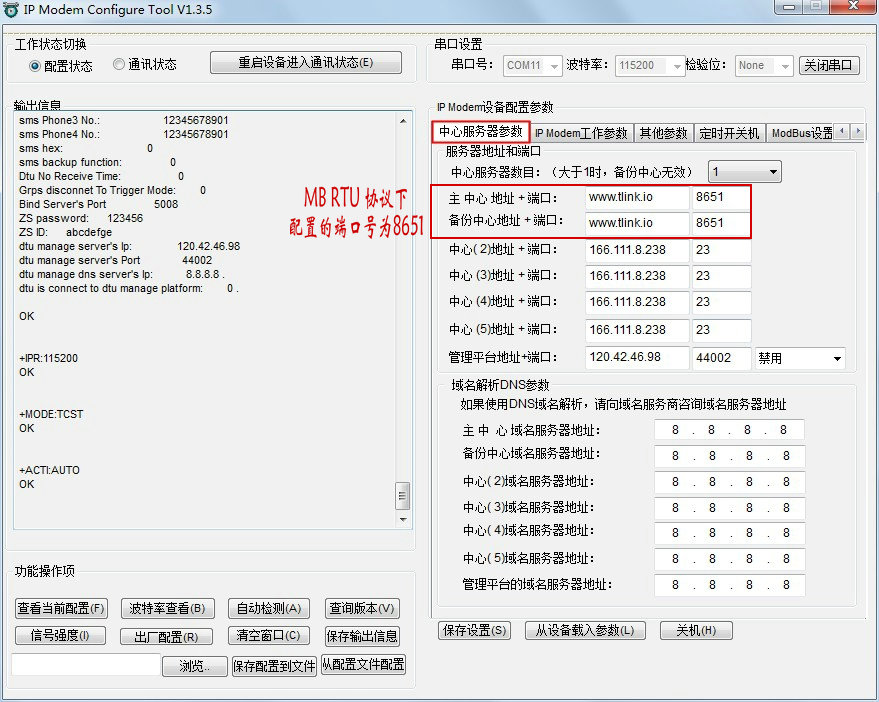 IP Modem Configure Tool V1.3.5
工作状态切换
配置状态
通讯状态
重启设备进入通讯状态(E)
串口设置
串口号: COM11 波特率: 115200 检验位: None 关闭串口
输出信息
sms Phone3 No.: 12345678901
sms Phone4 No.: 12345678901
sms hex: 0
sms backup function: 0
Dtu No Receive Time: 0
Grps disconnet To Trigger Mode: 0
Bind Server's Port 5008
ZS password: 123456
ZS ID: abcdefge
dtu manage server's Ip: 120.42.46.98
dtu manage server's Port 44002
dtu manage dns server's Ip: 8.8.8.8 .
dtu is connect to dtu manage platform: 0 .
OK
+IPR:115200
OK
+MODE:TCST
OK
+ACTI:AUTO
OK
MB RTU 协议下
配置的端口号为8651
IP Modem设备配置参数
中心服务器参数 IP Modem工作参数 其他参数 定时开关机 ModBus设置
服务器地址和端口
中心服务器数目:（大于1时，备份中心无效） 1
主 中心 地址 + 端口: www.tlink.io 8651
备份中心地址 + 端口: www.tlink.io 8651
中心( 2)地址 + 端口: 166.111.8.238 23
中心 (3)地址 + 端口: 166.111.8.238 23
中心 (4)地址 + 端口: 166.111.8.238 23
中心 (5)地址 + 端口: 166.111.8.238 23
管理平台地址+端口: 120.42.46.98 44002 禁用
域名解析DNS参数
如果使用DNS域名解析，请向域名服务商咨询域名服务器地址
主 中 心 域名服务器地址: 8 . 8 . 8 . 8
备份中心域名服务器地址: 8 . 8 . 8 . 8
中心( 2)域名服务器地址: 8 . 8 . 8 . 8
中心( 3)域名服务器地址: 8 . 8 . 8 . 8
中心( 4)域名服务器地址: 8 . 8 . 8 . 8
中心( 5)域名服务器地址: 8 . 8 . 8 . 8
管理平台的域名服务器地址: 8 . 8 . 8 . 8
保存设置(S) 从设备载入参数(L) 关机(H)
功能操作项
查看当前配置(F) 波特率查看(B) 自动检测(A) 查询版本(V)
信号强度(I) 出厂配置(R) 清空窗口(C) 保存输出信息
浏览.. 保存配置到文件 从配置文件配置